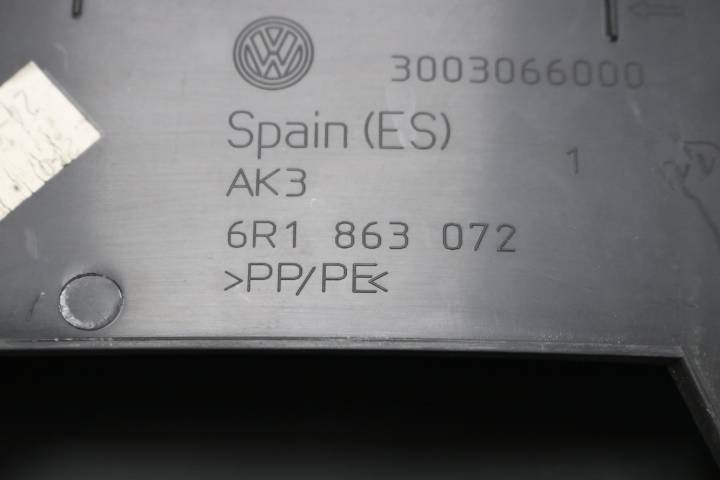 3003066000
Spain (ES)
AK3
1
6R1 863 072
>PP/PE<